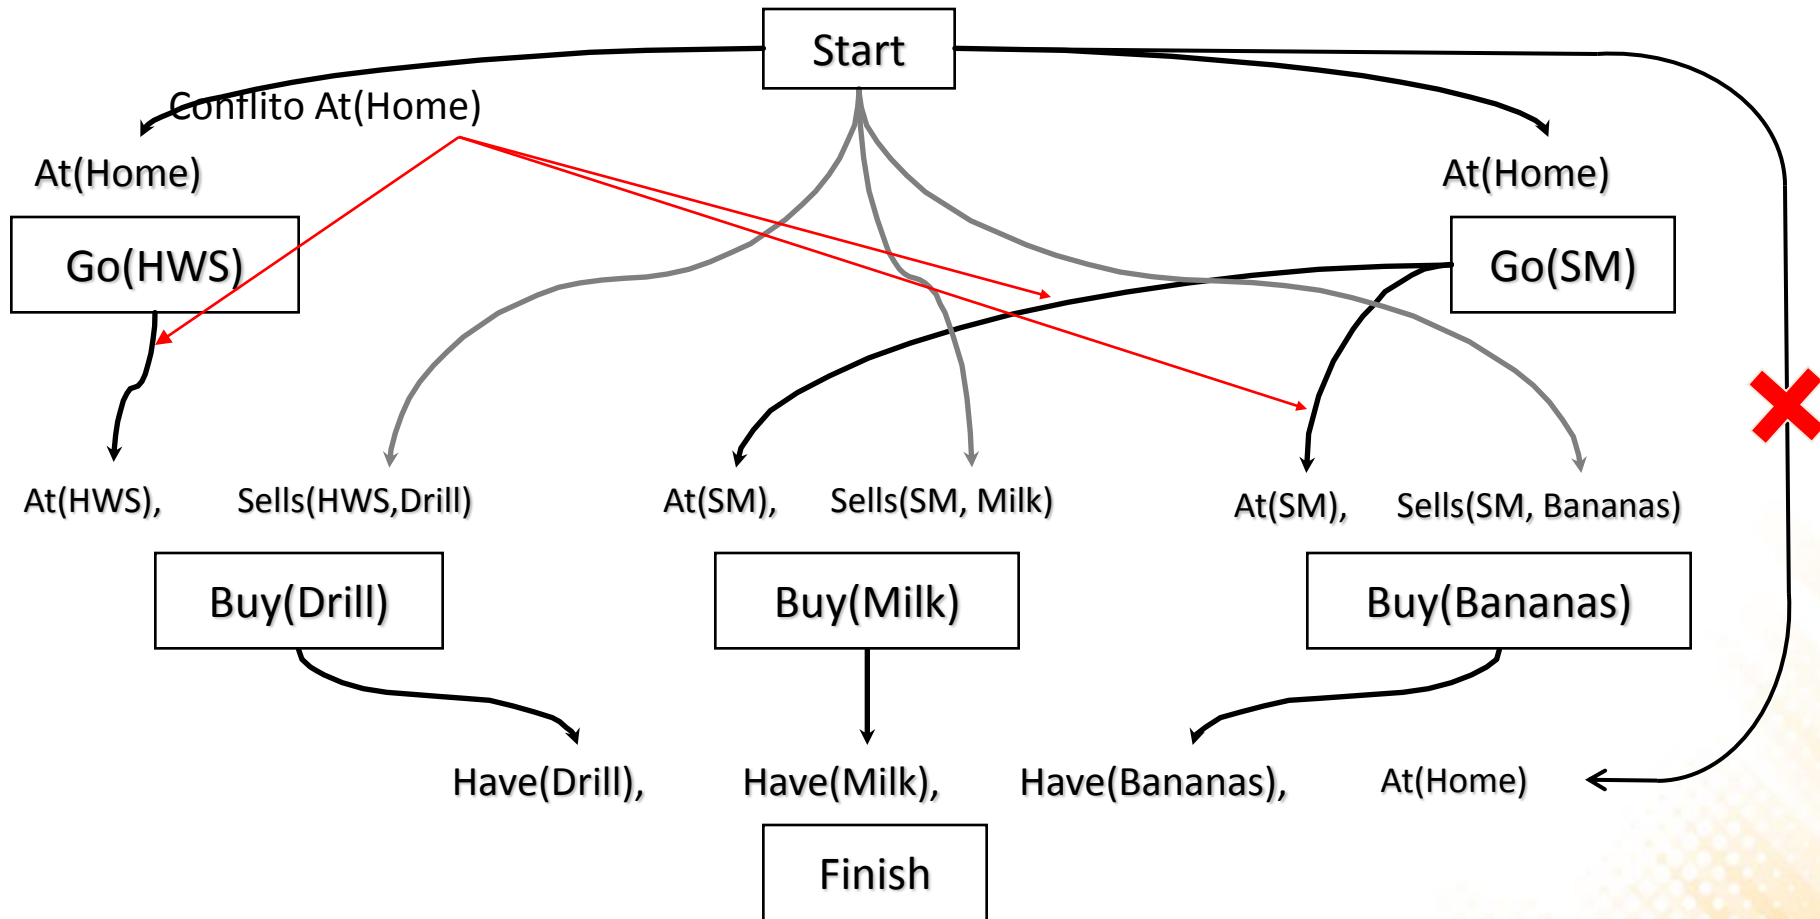 Start
Conflito At(Home)
At(Home)
At(Home)
Go(HWS)
Go(SM)
At(HWS),
Sells(HWS,Drill)
At(SM),
Sells(SM, Milk)
At(SM),
Sells(SM, Bananas)
Buy(Drill)
Buy(Milk)
Buy(Bananas)
Have(Drill),
Have(Milk),
Have(Bananas),
At(Home)
Finish